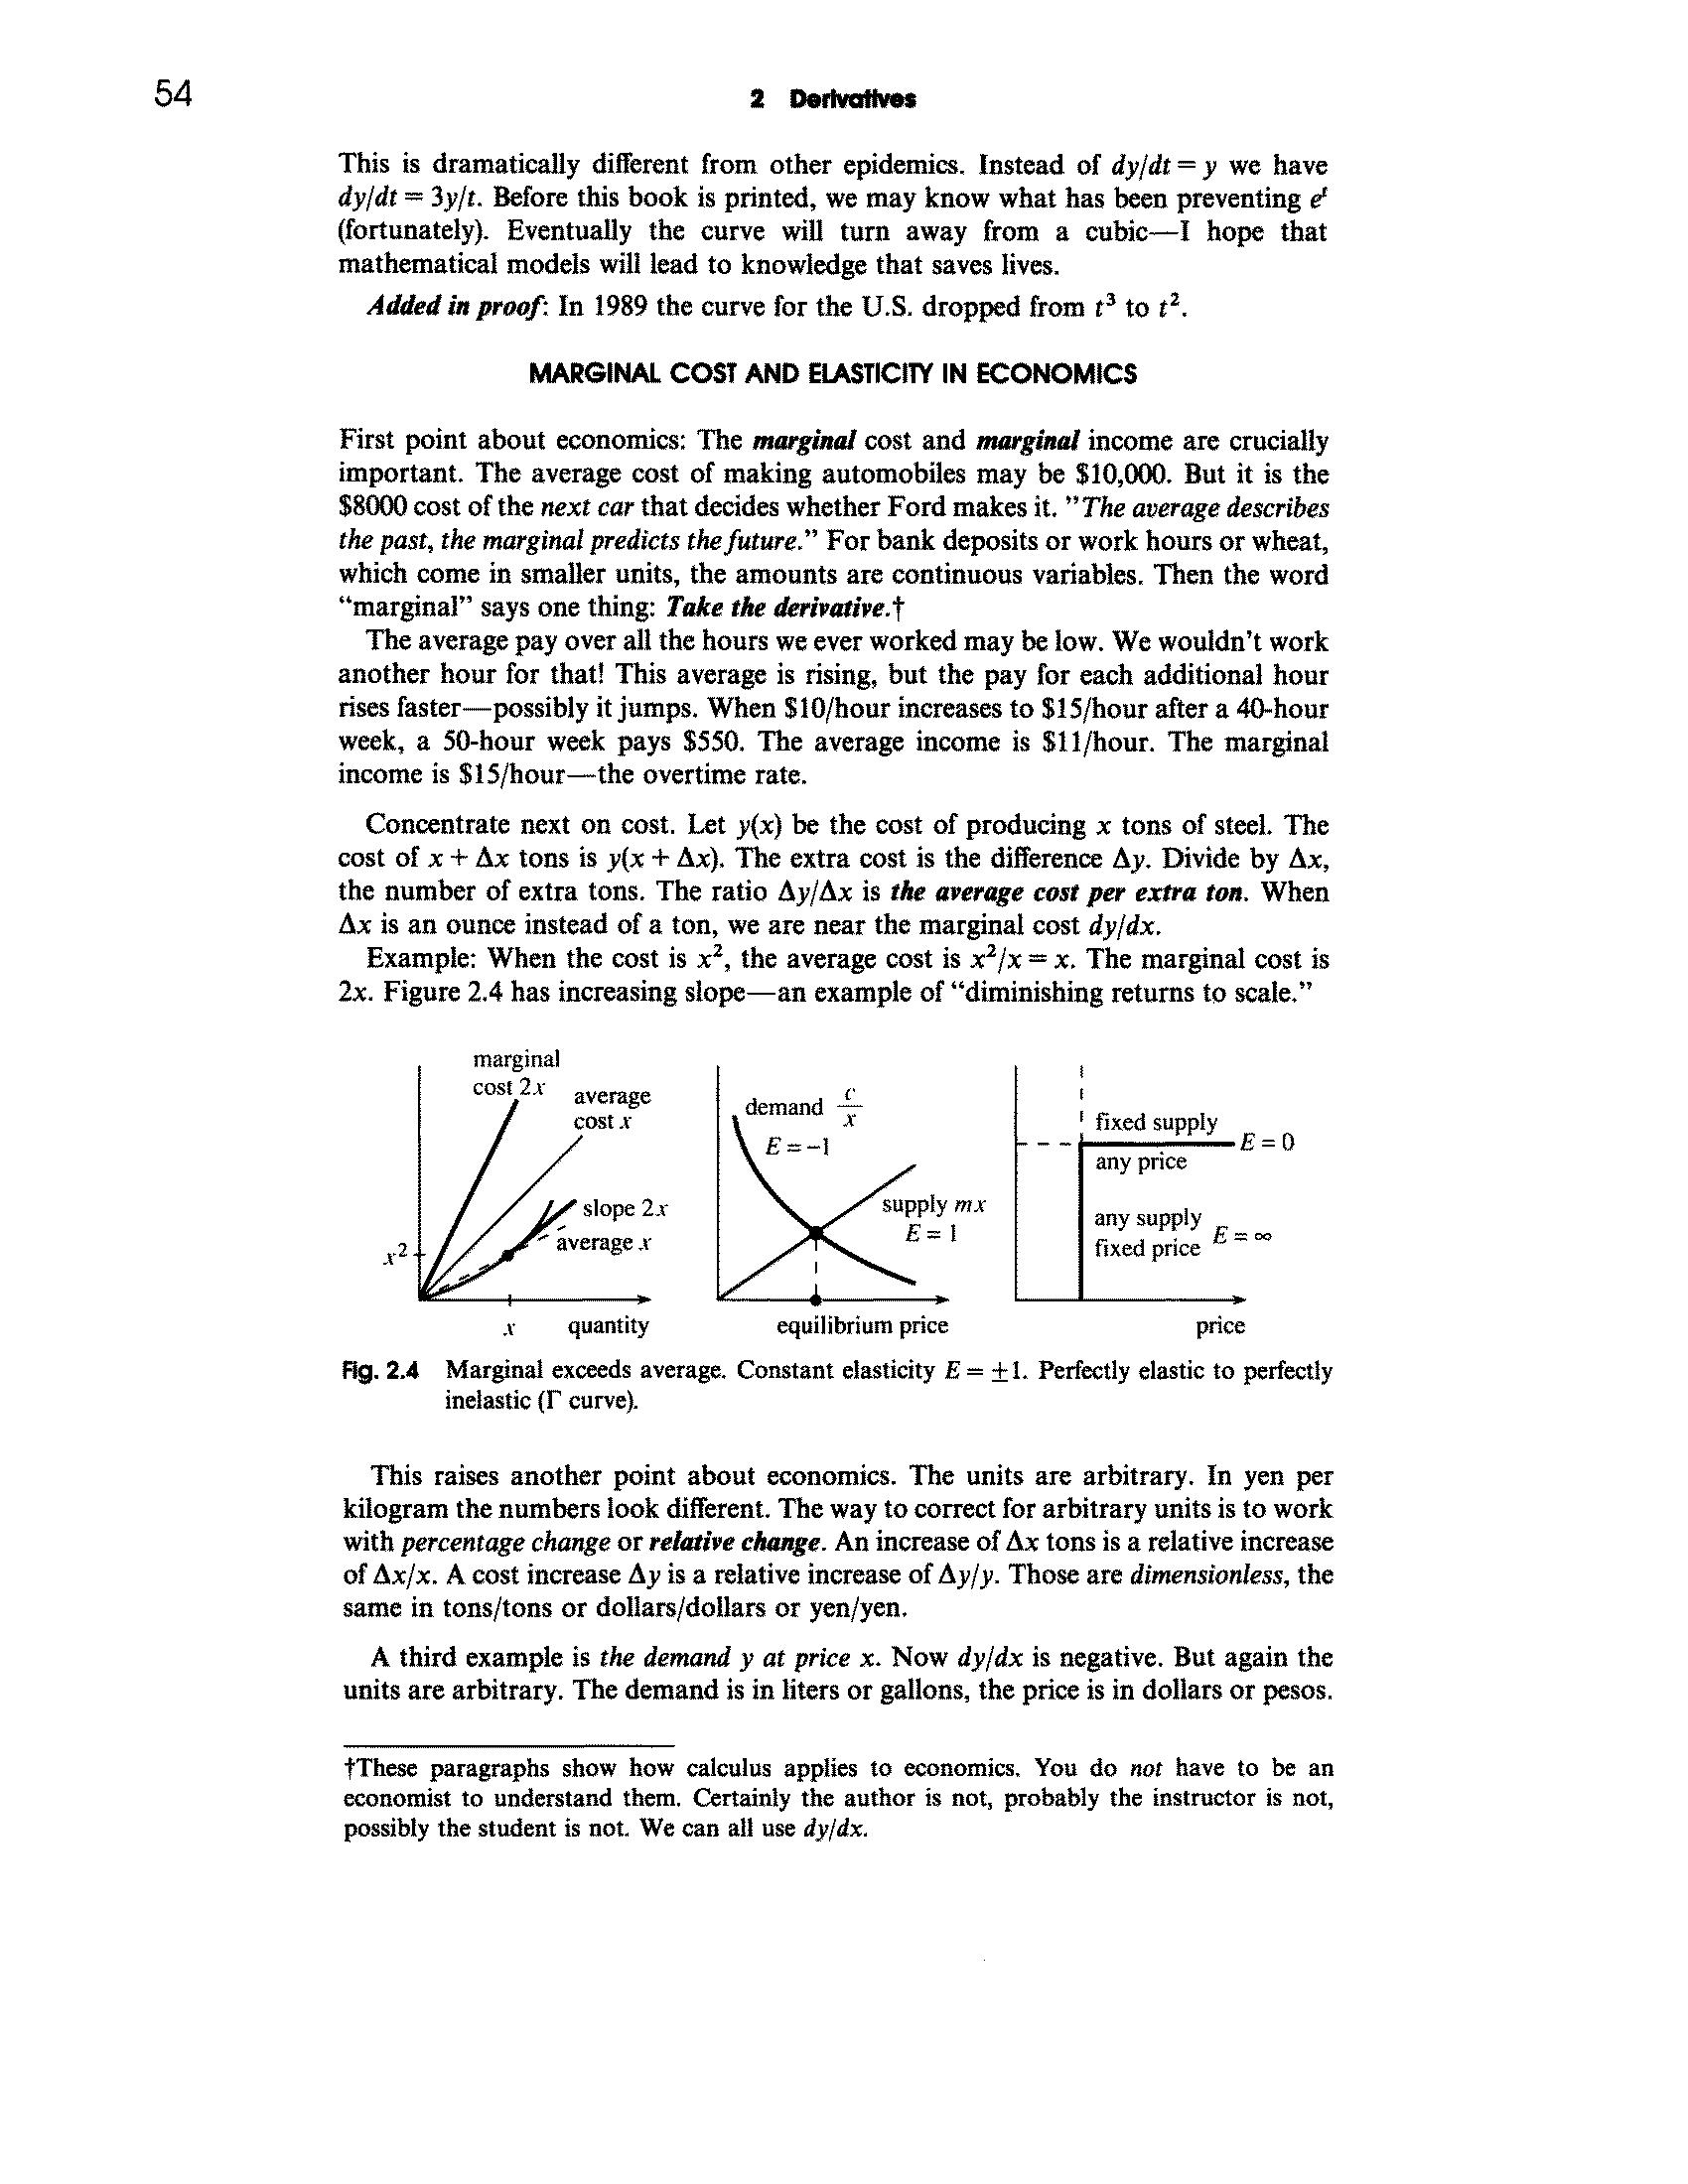 54
2 Derivatives
This is dramatically different from other epidemics. Instead of dy/dt = y we have
dy/dt = 3y/t. Before this book is printed, we may know what has been preventing eᵗ
(fortunately). Eventually the curve will turn away from a cubic—I hope that
mathematical models will lead to knowledge that saves lives.
Added in proof: In 1989 the curve for the U.S. dropped from t³ to t².
MARGINAL COST AND ELASTICITY IN ECONOMICS
First point about economics: The marginal cost and marginal income are crucially
important. The average cost of making automobiles may be $10,000. But it is the
$8000 cost of the next car that decides whether Ford makes it. "The average describes
the past, the marginal predicts the future." For bank deposits or work hours or wheat,
which come in smaller units, the amounts are continuous variables. Then the word
“marginal” says one thing: Take the derivative.†
The average pay over all the hours we ever worked may be low. We wouldn't work
another hour for that! This average is rising, but the pay for each additional hour
rises faster—possibly it jumps. When $10/hour increases to $15/hour after a 40-hour
week, a 50-hour week pays $550. The average income is $11/hour. The marginal
income is $15/hour—the overtime rate.
Concentrate next on cost. Let y(x) be the cost of producing x tons of steel. The
cost of x + Δx tons is y(x + Δx). The extra cost is the difference Δy. Divide by Δx,
the number of extra tons. The ratio Δy/Δx is the average cost per extra ton. When
Δx is an ounce instead of a ton, we are near the marginal cost dy/dx.
Example: When the cost is x², the average cost is x²/x = x. The marginal cost is
2x. Figure 2.4 has increasing slope—an example of “diminishing returns to scale.”
marginal
cost 2x
average
cost x
slope 2x
average x
x²
x
quantity
demand c/x
E = -1
supply mx
E = 1
equilibrium price
fixed supply
E = 0
any price
any supply
fixed price
E = ∞
price
Fig. 2.4 Marginal exceeds average. Constant elasticity E = ±1. Perfectly elastic to perfectly
inelastic (Γ curve).
This raises another point about economics. The units are arbitrary. In yen per
kilogram the numbers look different. The way to correct for arbitrary units is to work
with percentage change or relative change. An increase of Δx tons is a relative increase
of Δx/x. A cost increase Δy is a relative increase of Δy/y. Those are dimensionless, the
same in tons/tons or dollars/dollars or yen/yen.
A third example is the demand y at price x. Now dy/dx is negative. But again the
units are arbitrary. The demand is in liters or gallons, the price is in dollars or pesos.
†These paragraphs show how calculus applies to economics. You do not have to be an
economist to understand them. Certainly the author is not, probably the instructor is not,
possibly the student is not. We can all use dy/dx.